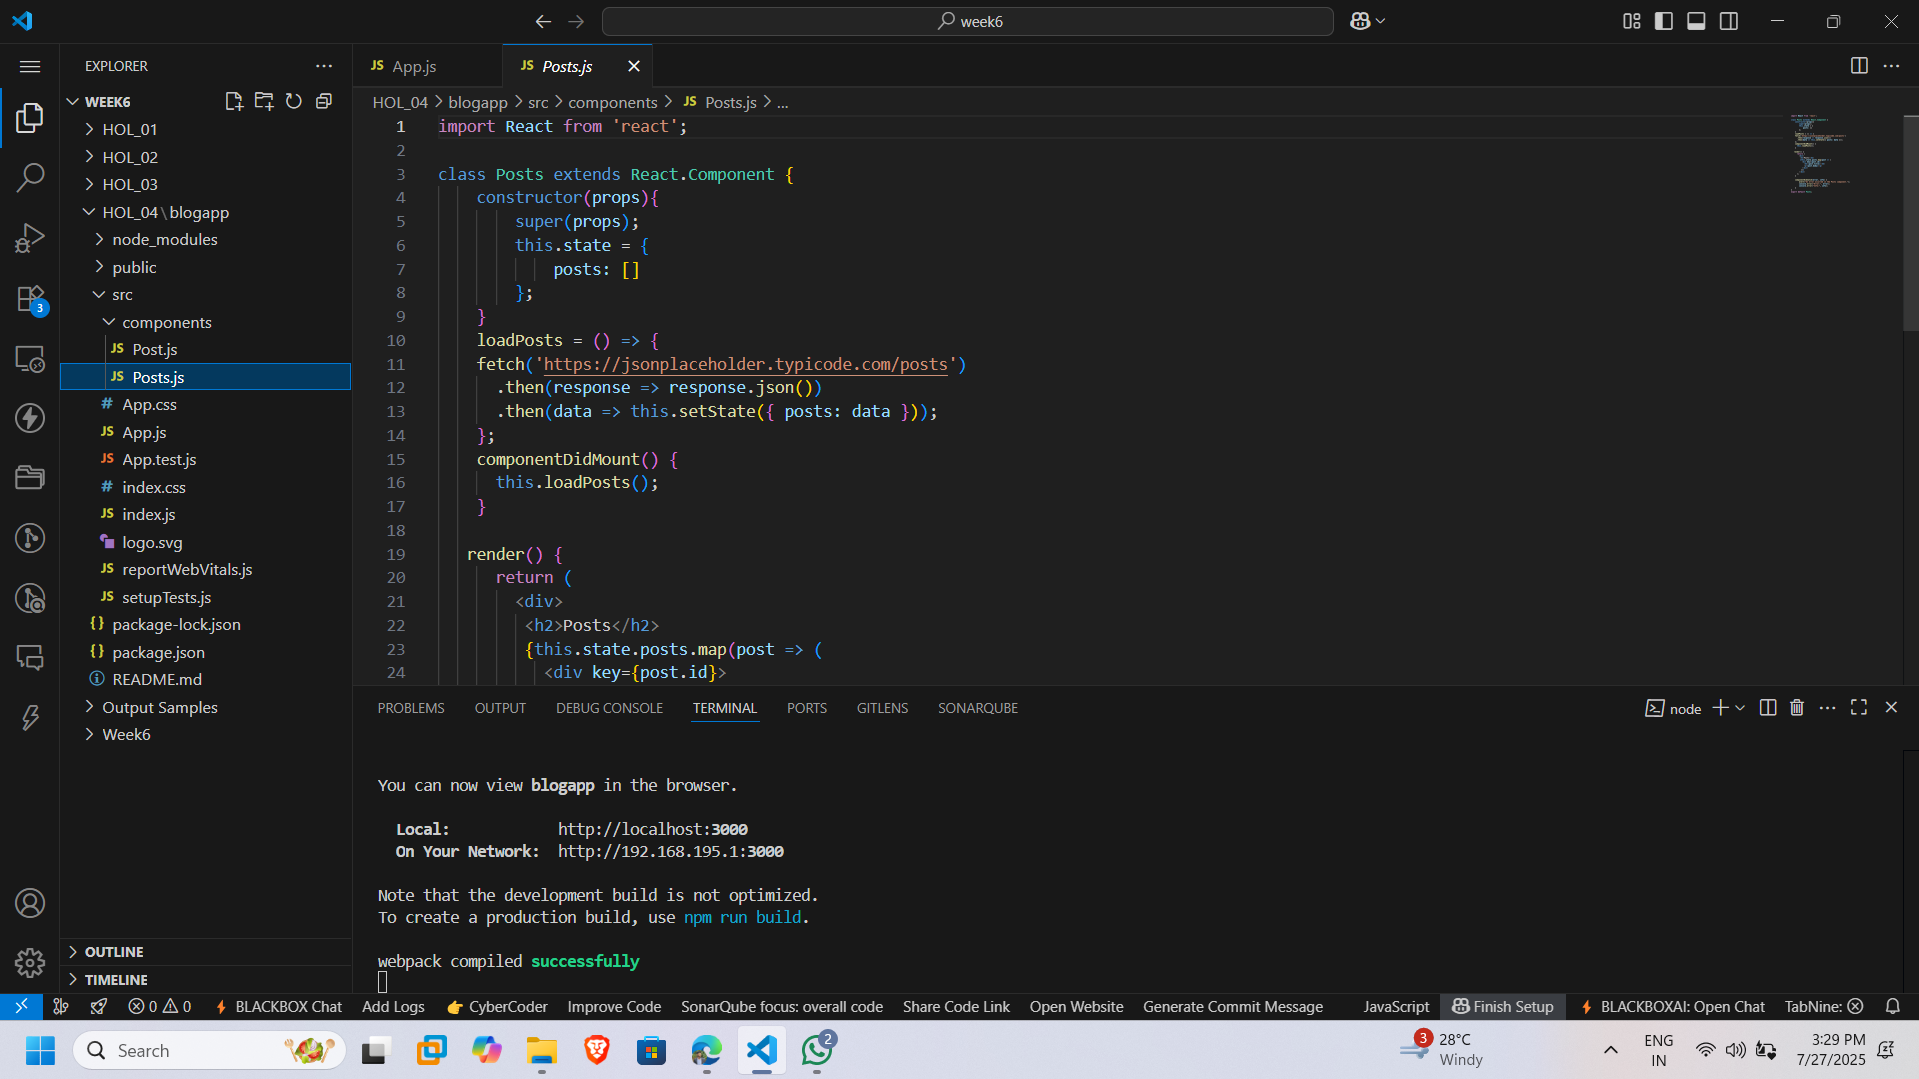 week6
EXPLORER
WEEK6
HOL_01
HOL_02
HOL_03
HOL_04\blogapp
node_modules
public
src
components
JS Post.js
JS Posts.js
# App.css
JS App.js
JS App.test.js
# index.css
JS index.js
logo.svg
JS reportWebVitals.js
JS setupTests.js
{} package-lock.json
{} package.json
README.md
Output Samples
Week6
OUTLINE
TIMELINE
3
JS App.js
JS Posts.js
HOL_04 > blogapp > src > components > JS Posts.js > ...
1 import React from 'react';
2
3 class Posts extends React.Component {
4 constructor(props){
5 super(props);
6 this.state = {
7 posts: []
8 };
9 }
10 loadPosts = () => {
11 fetch('https://jsonplaceholder.typicode.com/posts')
12 .then(response => response.json())
13 .then(data => this.setState({ posts: data }));
14 };
15 componentDidMount() {
16 this.loadPosts();
17 }
18
19 render() {
20 return (
21 <div>
22 <h2>Posts</h2>
23 {this.state.posts.map(post => (
24 <div key={post.id}>
PROBLEMS OUTPUT DEBUG CONSOLE TERMINAL PORTS GITLENS SONARQUBE
node
You can now view blogapp in the browser.
Local: http://localhost:3000
On Your Network: http://192.168.195.1:3000
Note that the development build is not optimized.
To create a production build, use npm run build.
webpack compiled successfully
0 0 BLACKBOX Chat Add Logs CyberCoder Improve Code SonarQube focus: overall code Share Code Link Open Website Generate Commit Message JavaScript Finish Setup BLACKBOXAI: Open Chat TabNine:
Search
2
3
28°C
Windy
ENG
IN
3:29 PM
7/27/2025